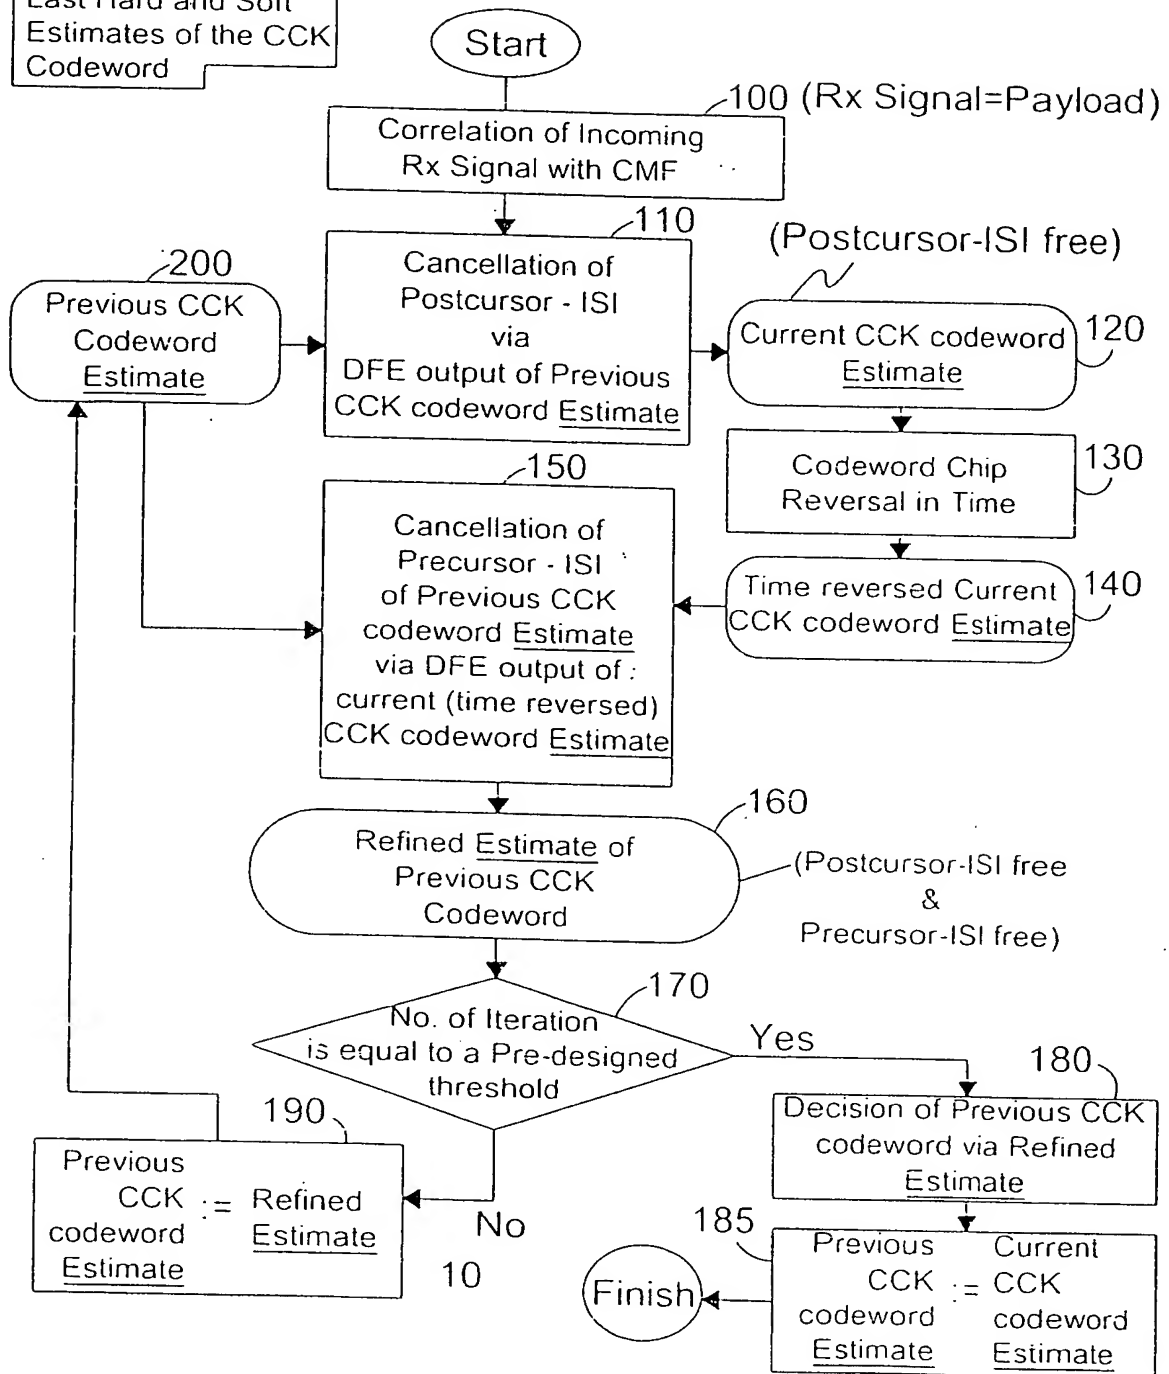 Last Hard and Soft
Estimates of the CCK
Codeword
Start
100 (Rx Signal=Payload)
Correlation of Incoming
Rx Signal with CMF
110
Cancellation of
Postcursor - ISI
via
DFE output of Previous
CCK codeword Estimate
200
Previous CCK
Codeword
Estimate
(Postcursor-ISI free)
Current CCK codeword
Estimate
120
Codeword Chip
Reversal in Time
130
Time reversed Current
CCK codeword Estimate
140
150
Cancellation of
Precursor - ISI
of Previous CCK
codeword Estimate
via DFE output of :
current (time reversed)
CCK codeword Estimate
160
Refined Estimate of
Previous CCK
Codeword
(Postcursor-ISI free
&
Precursor-ISI free)
170
No. of Iteration
is equal to a Pre-designed
threshold
Yes
No
180
Decision of Previous CCK
codeword via Refined
Estimate
190
Previous
CCK := Refined
codeword Estimate
Estimate
10
185
Previous Current
CCK := CCK
codeword codeword
Estimate Estimate
Finish